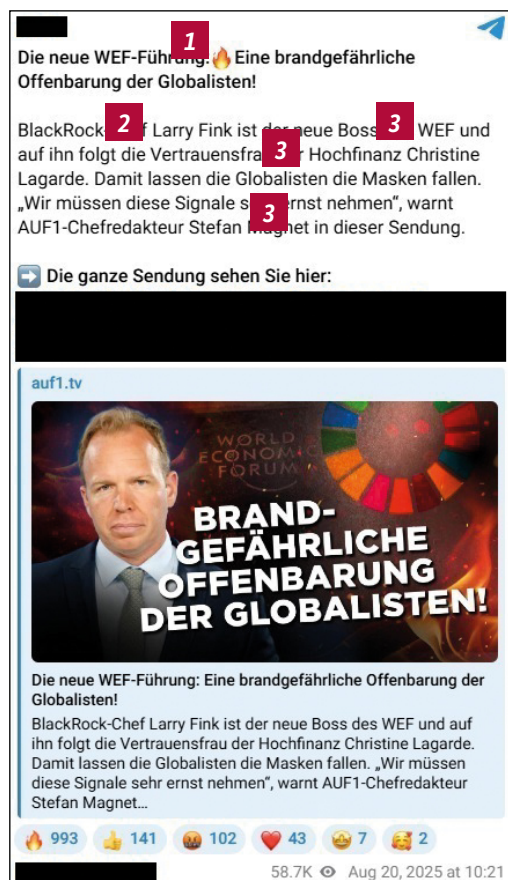 1
Die neue WEF-Führung: Eine brandgefährliche
Offenbarung der Globalisten!
2
3
BlackRock- Larry Fink ist neue Boss WEF und
3
auf ihn folgt die Hochfinanz Christine
Lagarde. Damit lassen die Globalisten die Masken fallen.
3
„Wir müssen diese Signale ernst nehmen“, warnt
AUF1-Chefredakteur Stefan Magnet in dieser Sendung.
Die ganze Sendung sehen Sie hier:
auf1.tv
WORLD
ECONOMIC
FORUM
BRAND-
GEFÄHRLICHE
OFFENBARUNG
DER GLOBALISTEN!
Die neue WEF-Führung: Eine brandgefährliche Offenbarung der
Globalisten!
BlackRock-Chef Larry Fink ist der neue Boss des WEF und auf
ihn folgt die Vertrauensfrau der Hochfinanz Christine Lagarde.
Damit lassen die Globalisten die Masken fallen. „Wir müssen
diese Signale sehr ernst nehmen“, warnt AUF1-Chefredakteur
Stefan Magnet…
993 141 102 43 7 2
58.7K Aug 20, 2025 at 10:21